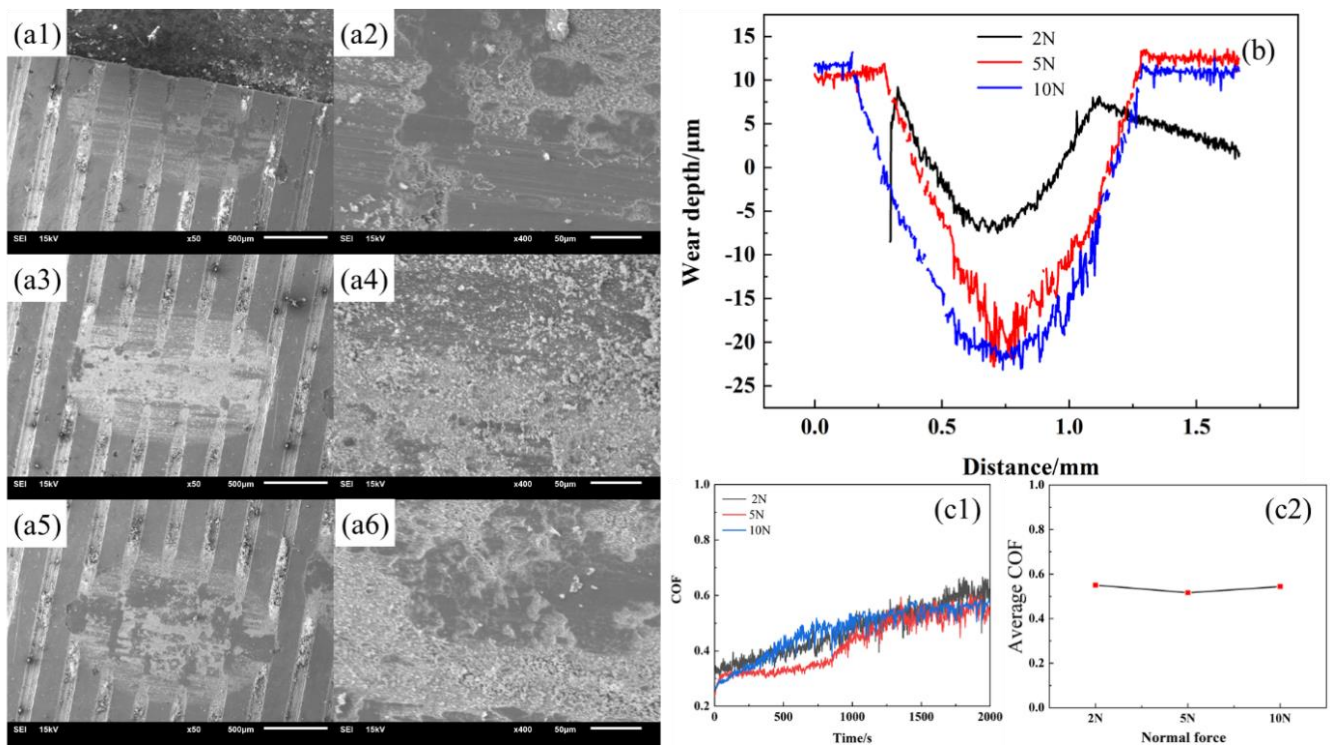 (a1)
SEI 15kV x50 500μm
(a2)
SEI 15kV x400 50μm
(a3)
SEI 15kV x50 500μm
(a4)
SEI 15kV x400 50μm
(a5)
SEI 15kV x50 500μm
(a6)
SEI 15kV x400 50μm
(b)
2N
5N
10N
Wear depth/μm
15
10
5
0
-5
-10
-15
-20
-25
0.0 0.5 1.0 1.5
Distance/mm
(c1)
2N
5N
10N
COF
1.0
0.8
0.6
0.4
0.2
0 500 1000 1500 2000
Time/s
(c2)
Average COF
1.0
0.8
0.6
0.4
0.2
0.0
2N 5N 10N
Normal force